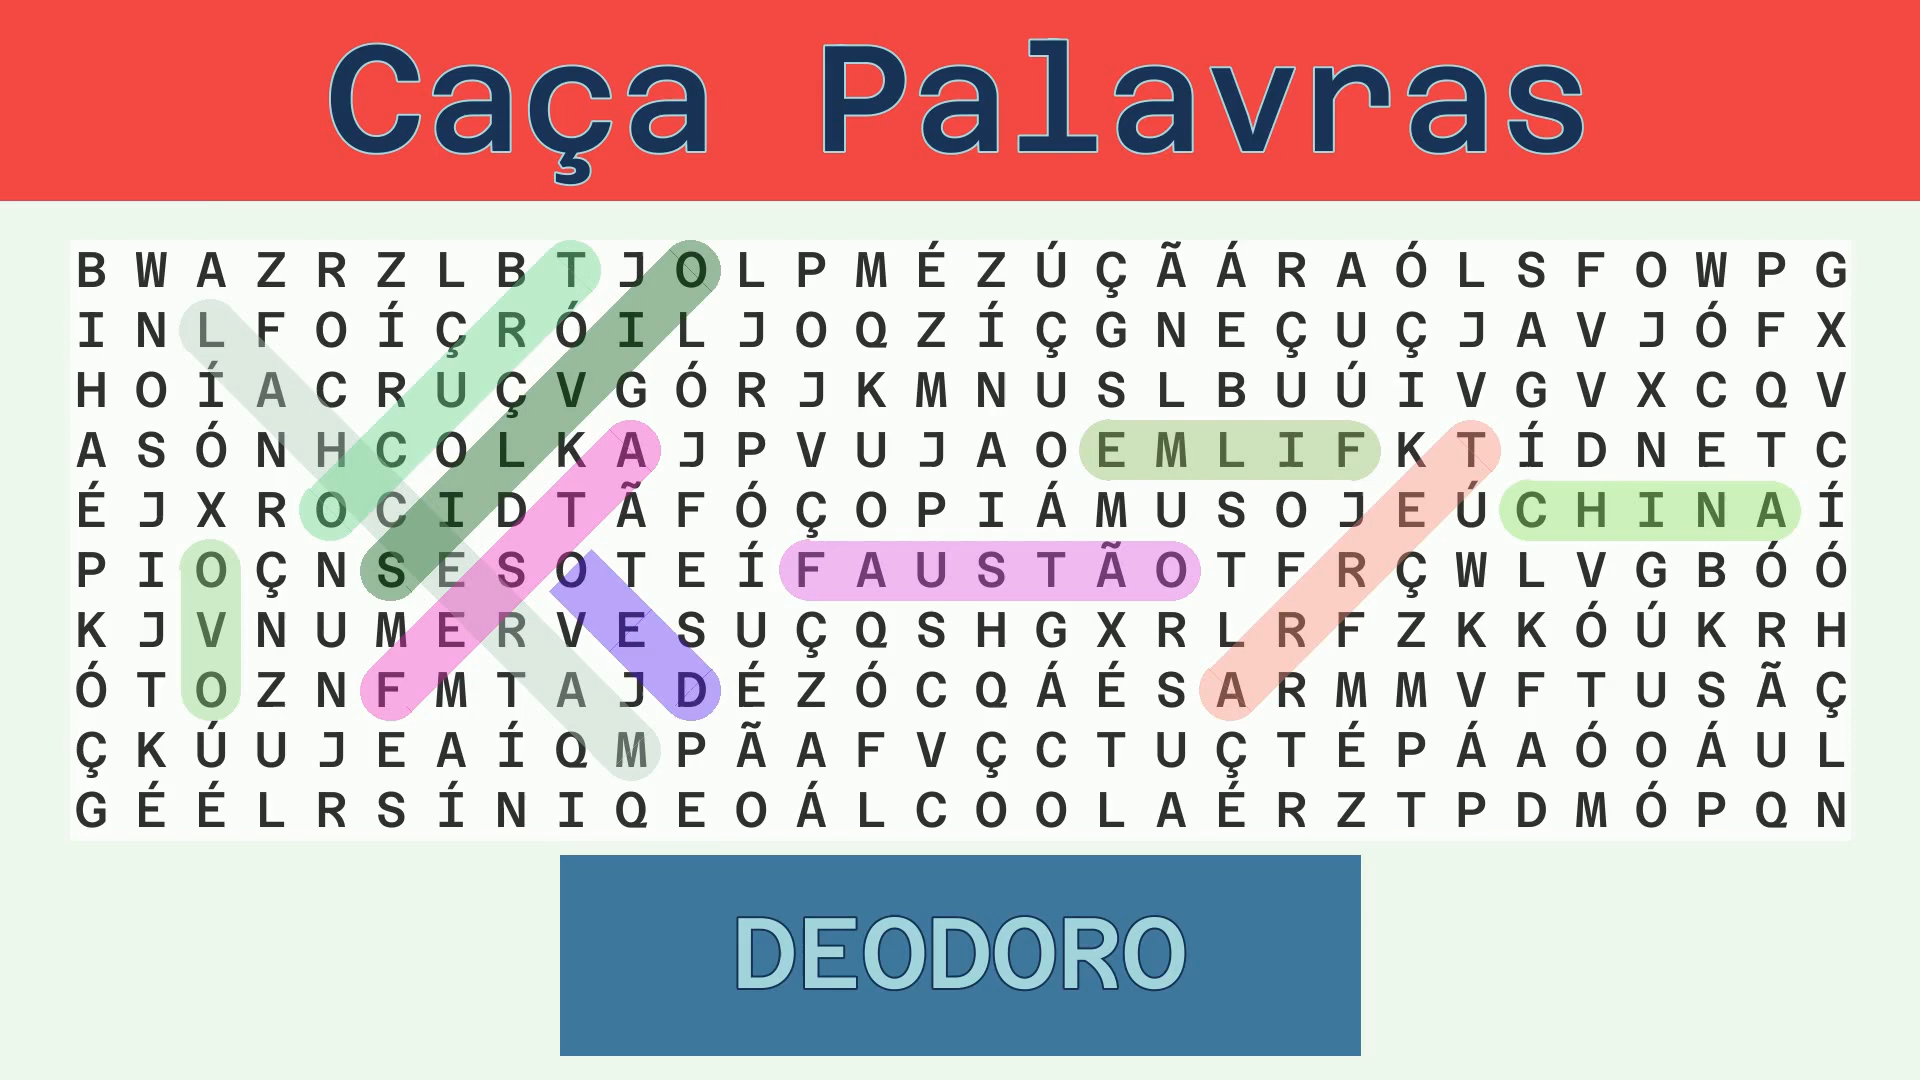 Caça Palavras
B W A Z R Z L B T J O L P M É Z Ú Ç Ã Á R A Ó L S F O W P G
I N L F O Í Ç R Ó I L J O Q Z Í Ç G N E Ç U Ç J A V J Ó F X
H O Í A C R U Ç V G Ó R J K M N U S L B U Ú I V G V X C Q V
A S Ó N H C O L K A J P V U J A O E M L I F K T Í D N E T C
É J X R O C I D T Ã F Ó Ç O P I Á M U S O J E Ú C H I N A Í
P I O Ç N S E S O T E Í F A U S T Ã O T F R Ç W L V G B Ó Ó
K J V N U M E R V E S U Ç Q S H G X R L R F Z K K Ó Ú K R H
Ó T O Z N F M T A J D É Z Ó C Q Á É S A R M M V F T U S Ã Ç
Ç K Ú U J E A Í Q M P Ã A F V Ç C T U Ç T É P Á A Ó O Á U L
G É É L R S Í N I Q E O Á L C O O L A É R Z T P D M Ó P Q N
DEODORO